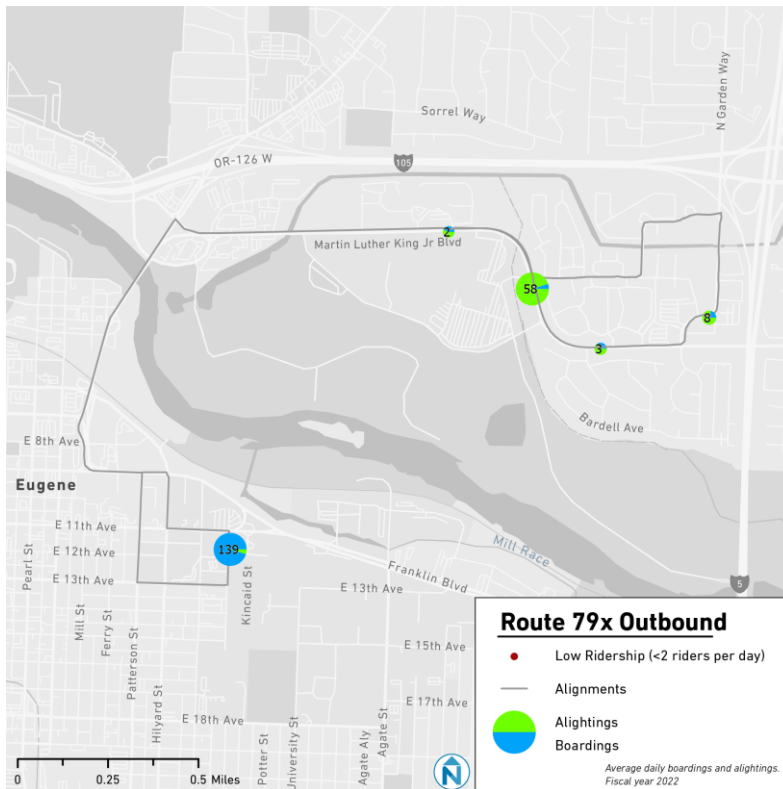 Sorrel Way
N Garden Way
OR-126 W
105
Martin Luther King Jr Blvd
2
58
8
3
Bardell Ave
E 8th Ave
Eugene
E 11th Ave
E 12th Ave
E 13th Ave
139
Mill Race
Franklin Blvd
E 13th Ave
5
Pearl St
Mill St
Ferry St
Patterson St
Hilyard St
Kincaid St
E 15th Ave
E 17th Ave
E 18th Ave
Potter St
University St
Agate Aly
Agate St
0 0.25 0.5 Miles
N
Route 79x Outbound
Low Ridership (<2 riders per day)
Alignments
Alightings
Boardings
Average daily boardings and alightings.
Fiscal year 2022